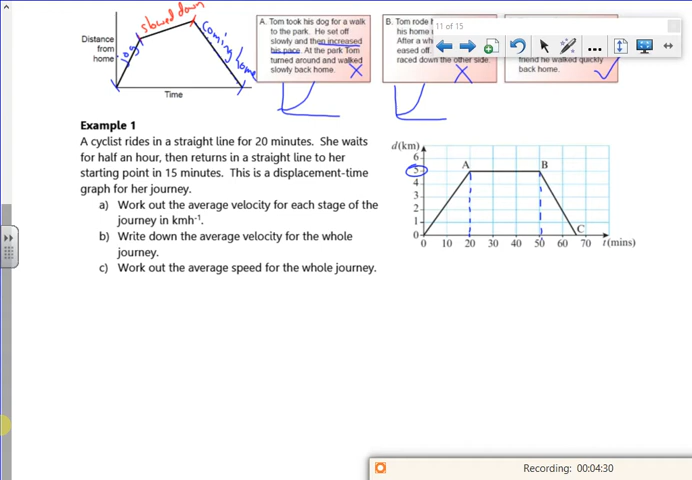 jog
slowed down
coming home
Distance
from
home
Time
A. Tom took his dog for a walk
to the park. He set off
slowly and then increased
his pace. At the park Tom
turned around and walked
slowly back home.
B. Tom rode
his home
After a
eased off.
raced down the other side.
11 of 15
friend he walked quickly
back home.
Example 1
A cyclist rides in a straight line for 20 minutes. She waits
for half an hour, then returns in a straight line to her
starting point in 15 minutes. This is a displacement-time
graph for her journey.
a) Work out the average velocity for each stage of the
journey in kmh⁻¹.
b) Write down the average velocity for the whole
journey.
c) Work out the average speed for the whole journey.
d(km)
6
5
4
3
2
1
0
A
B
C
0 10 20 30 40 50 60 70 t(mins)
Recording: 00:04:30